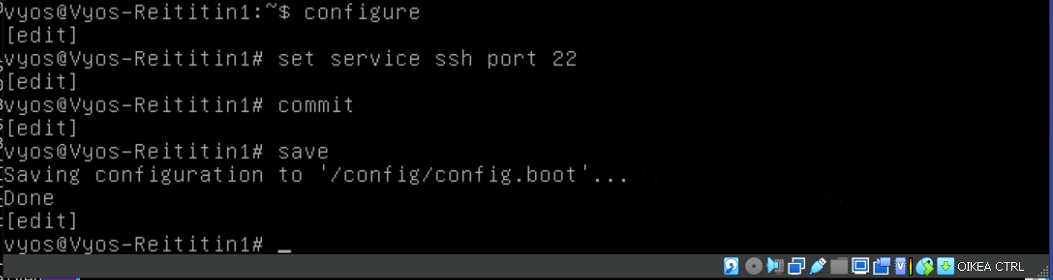 vyos@Vyos-Reititin1:~$ configure
[edit]
vyos@Vyos-Reititin1# set service ssh port 22
[edit]
vyos@Vyos-Reititin1# commit
[edit]
vyos@Vyos-Reititin1# save
Saving configuration to '/config/config.boot'...
Done
[edit]
vyos@Vyos-Reititin1# _
OIKEA CTRL